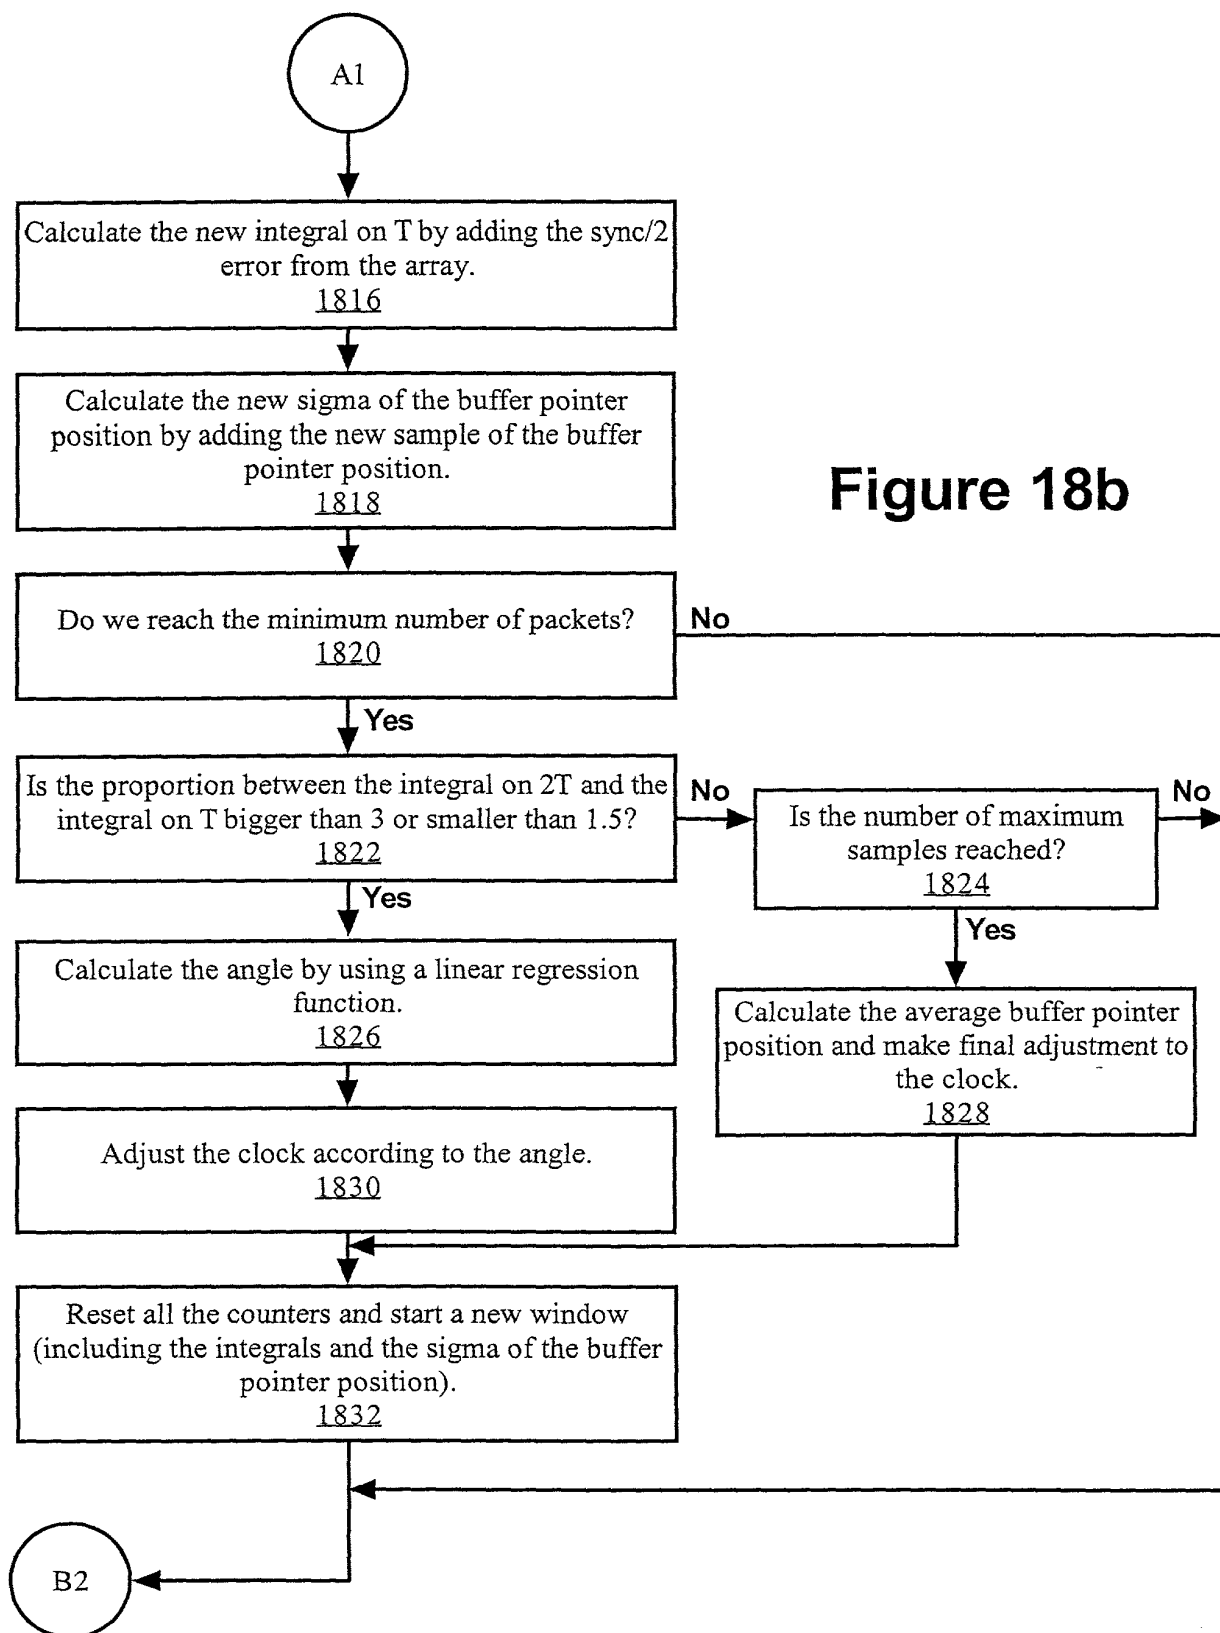 A1
Calculate the new integral on T by adding the sync/2
error from the array.
1816
Calculate the new sigma of the buffer pointer
position by adding the new sample of the buffer
pointer position.
1818
Figure 18b
Do we reach the minimum number of packets?
1820
No
Yes
Is the proportion between the integral on 2T and the
integral on T bigger than 3 or smaller than 1.5?
1822
No
Is the number of maximum
samples reached?
1824
No
Yes
Yes
Calculate the angle by using a linear regression
function.
1826
Calculate the average buffer pointer
position and make final adjustment to
the clock.
1828
Adjust the clock according to the angle.
1830
Reset all the counters and start a new window
(including the integrals and the sigma of the buffer
pointer position).
1832
B2